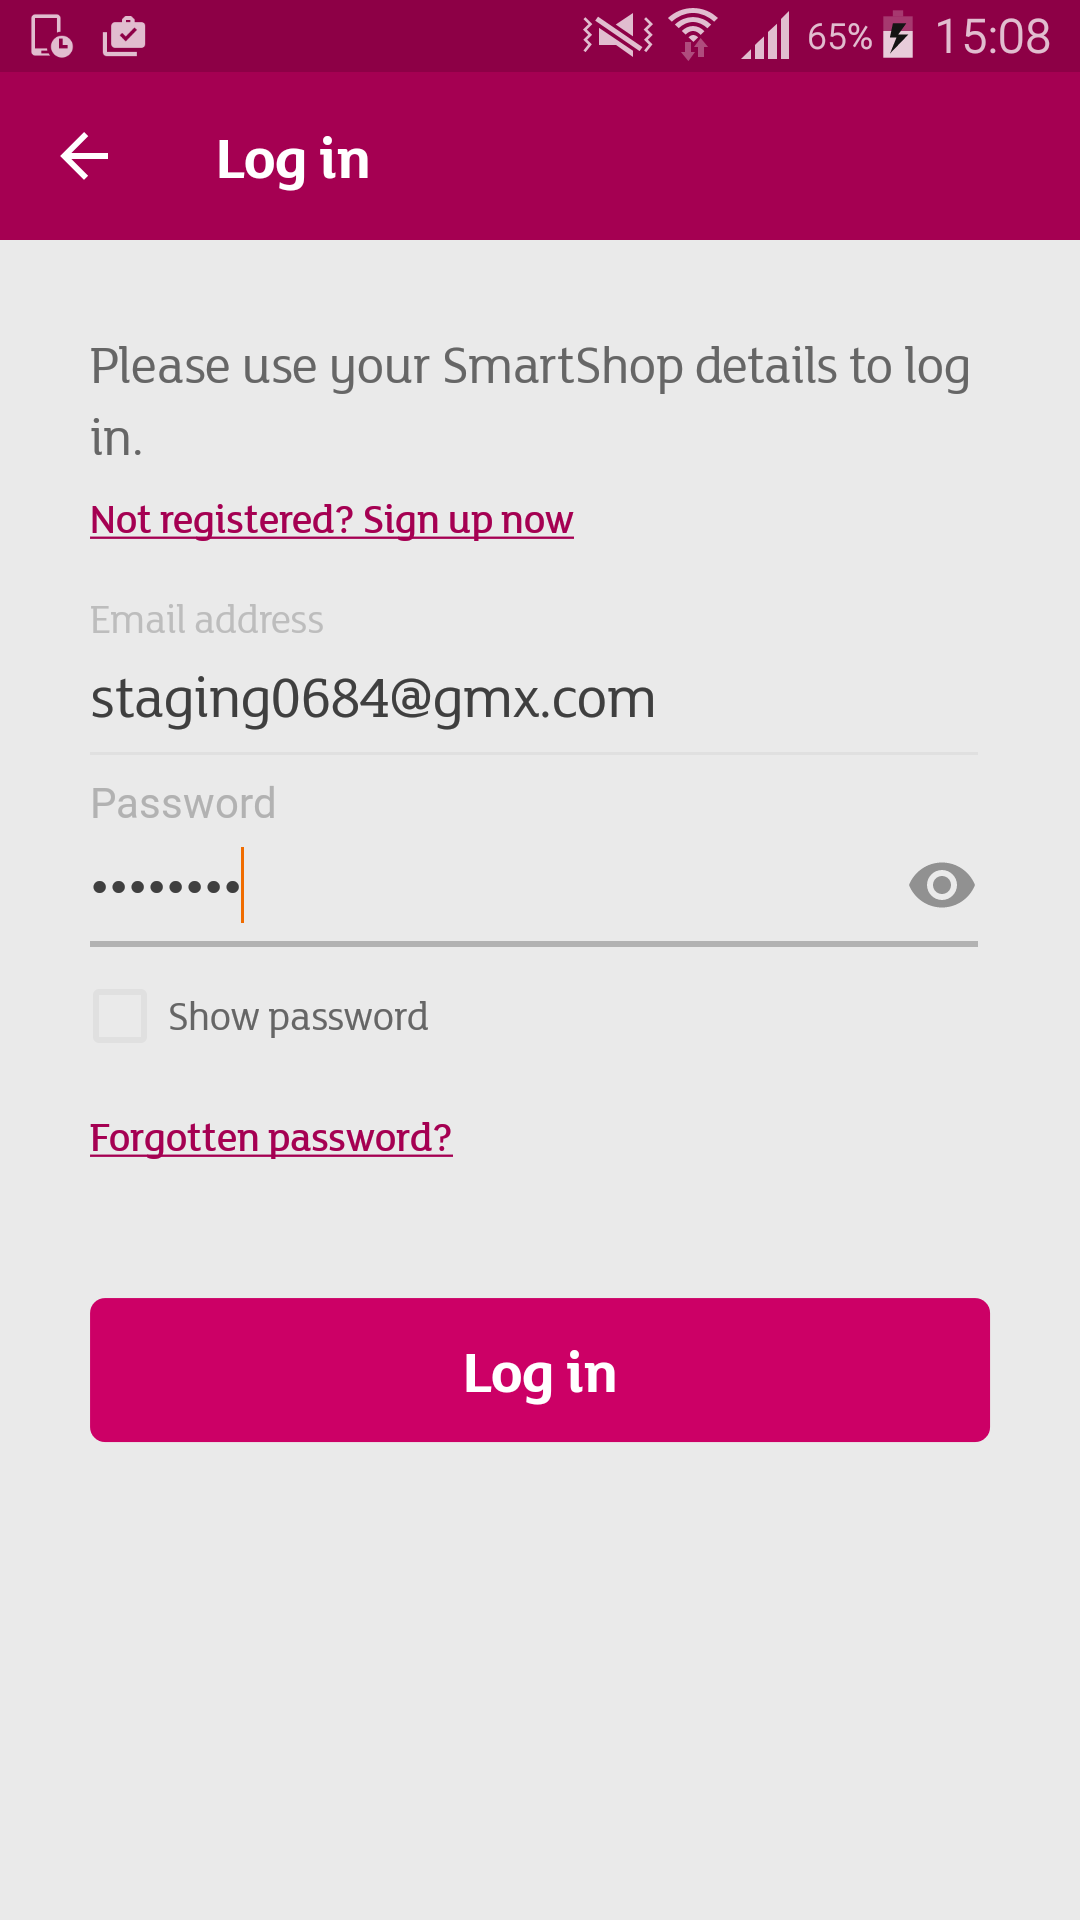 65% 15:08
Log in
Please use your SmartShop details to log
in.
Not registered? Sign up now
Email address
staging0684@gmx.com
Password
••••••••
Show password
Forgotten password?
Log in